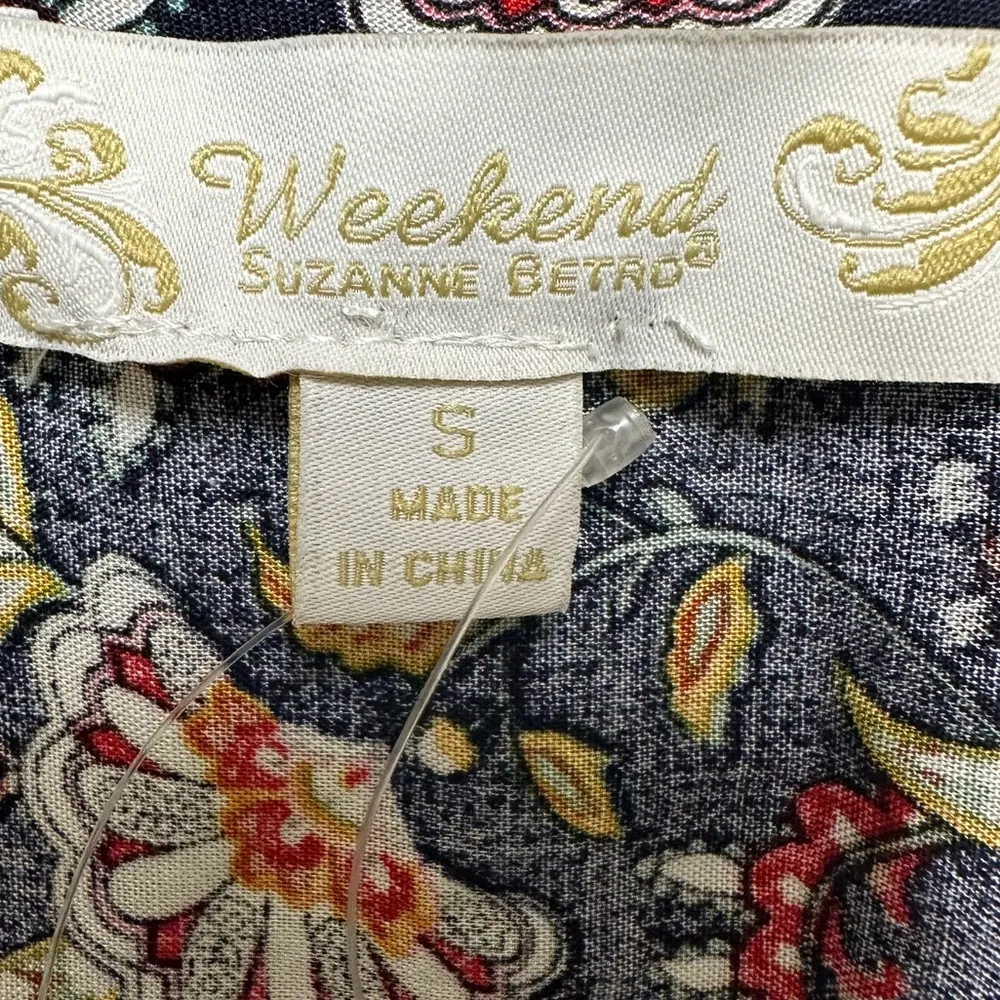 Weekend
SUZANNE BETRO®
S
MADE
IN CHINA